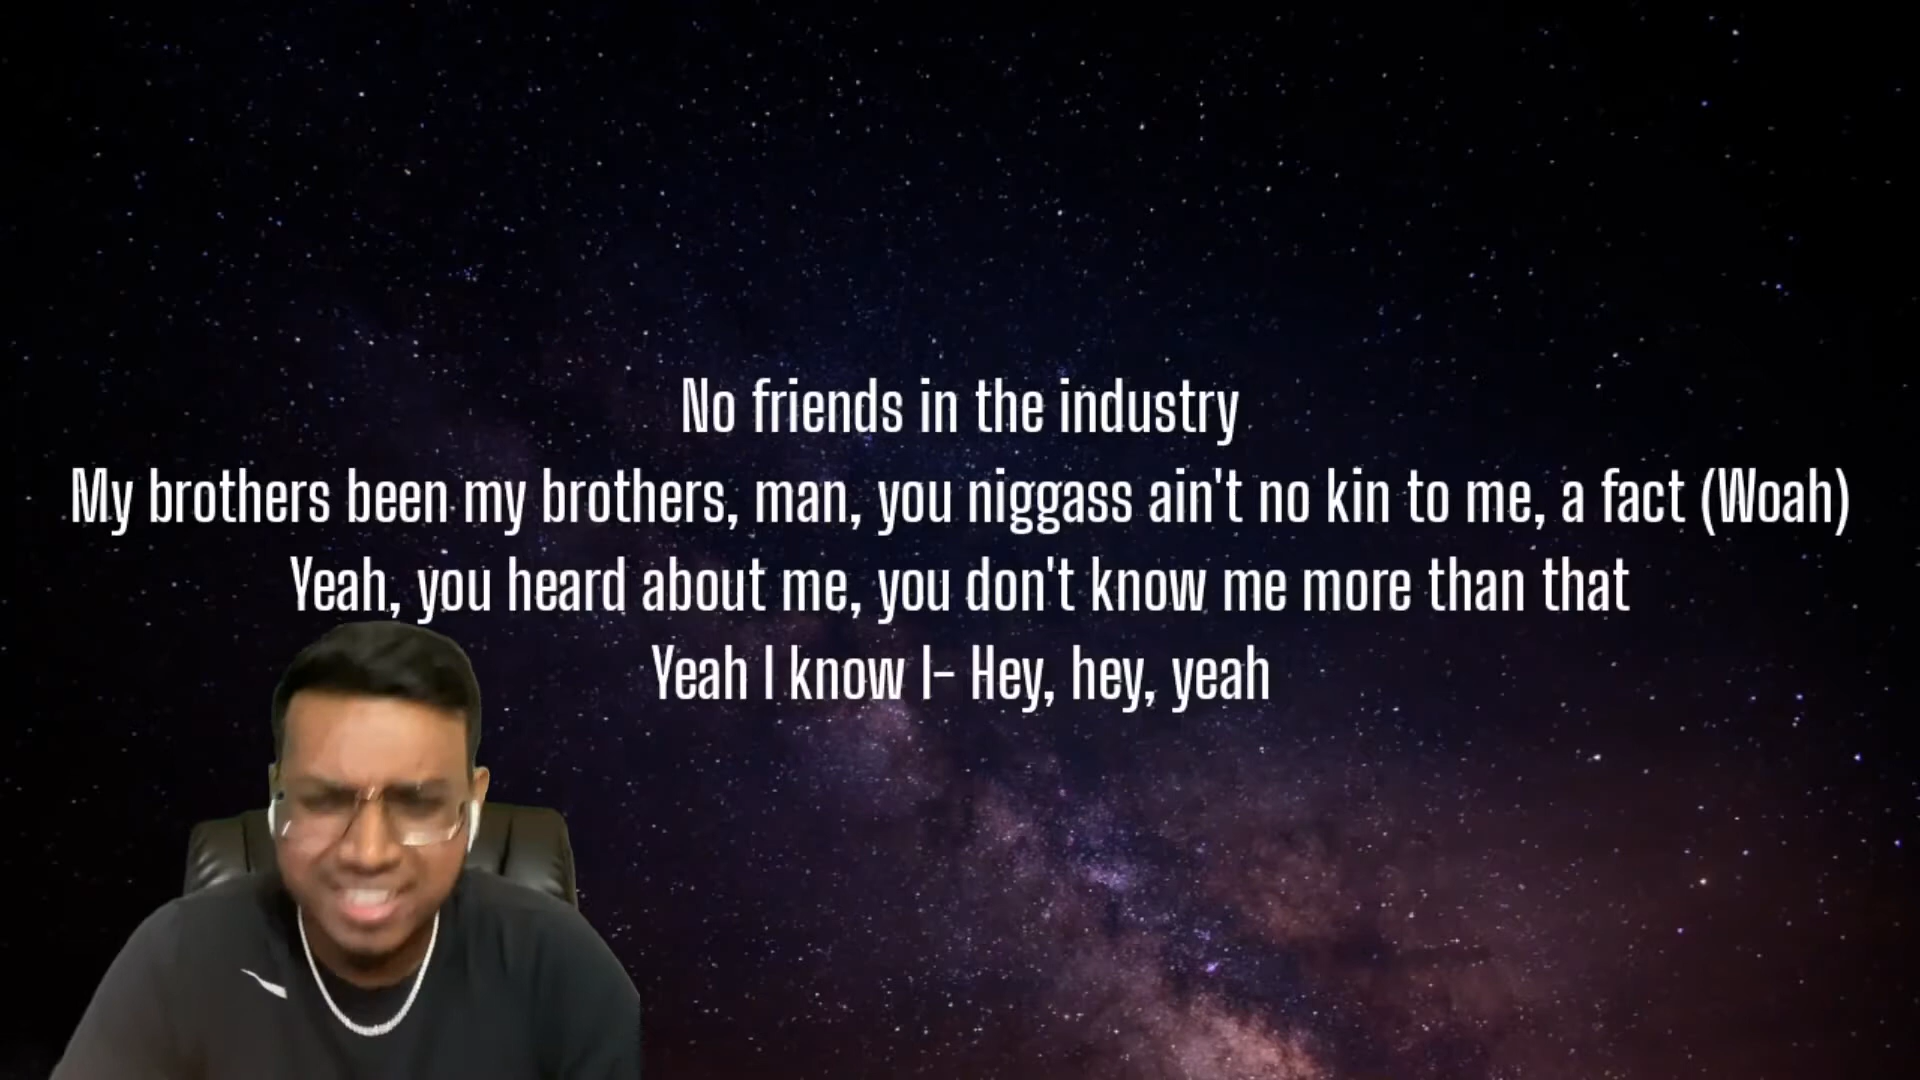 No friends in the industry
My brothers been my brothers, man, you niggass ain't no kin to me, a fact (Woah)
Yeah, you heard about me, you don't know me more than that
Yeah I know I- Hey, hey, yeah